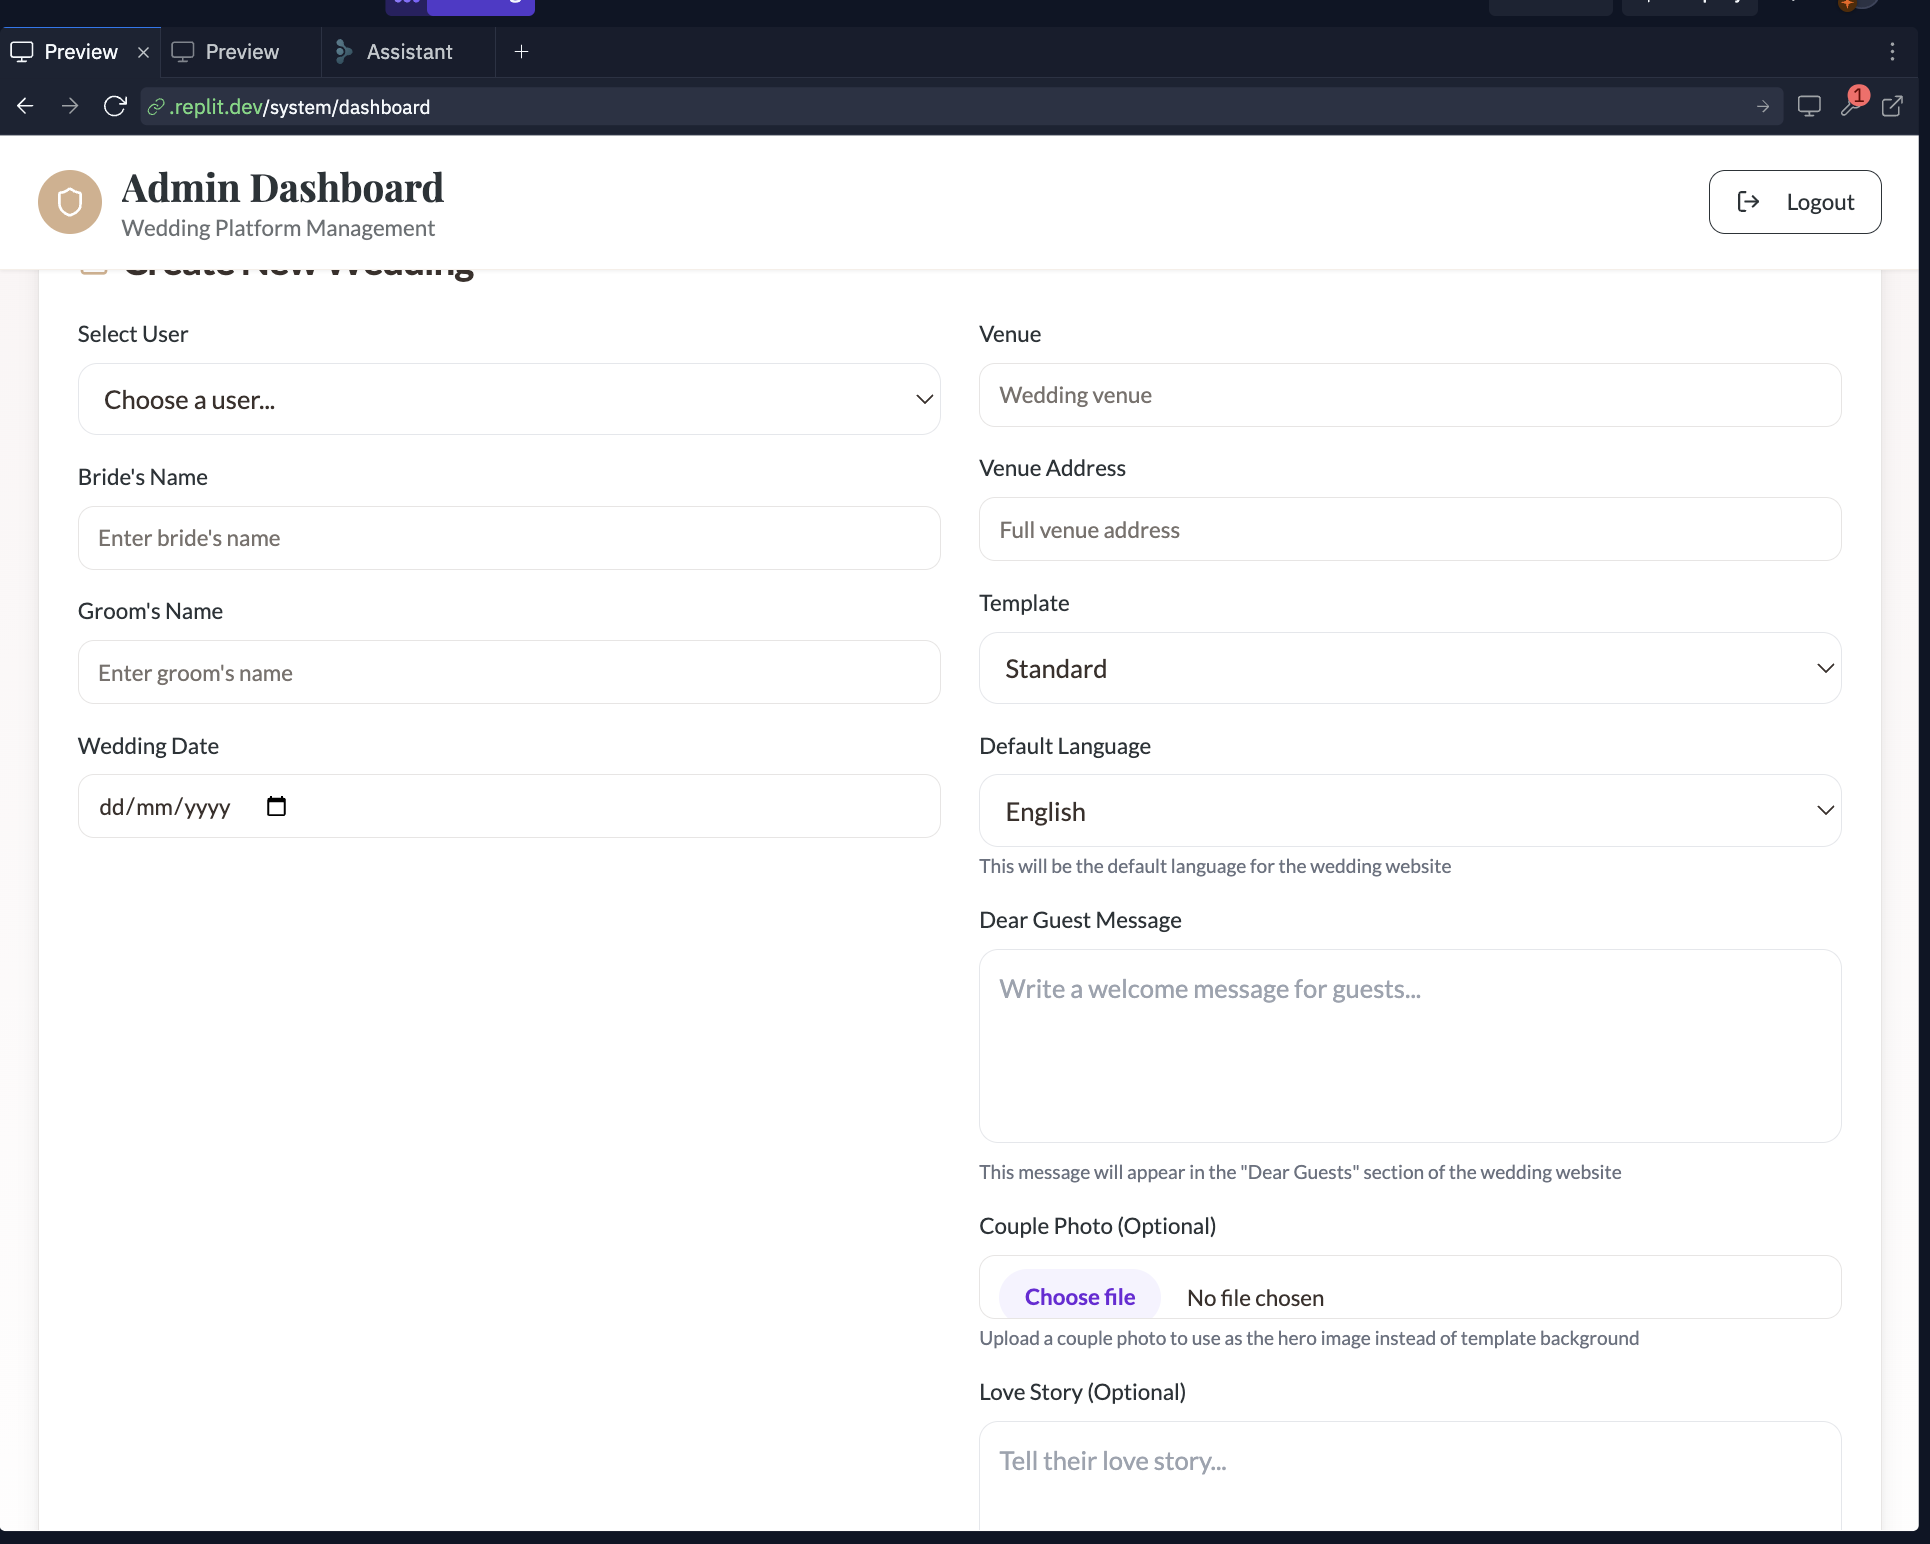 Preview
Preview
Assistant
.replit.dev/system/dashboard
1
Admin Dashboard
Wedding Platform Management
Logout
Create New Wedding
Select User
Choose a user...
Bride's Name
Enter bride's name
Groom's Name
Enter groom's name
Wedding Date
dd/mm/yyyy
Venue
Wedding venue
Venue Address
Full venue address
Template
Standard
Default Language
English
This will be the default language for the wedding website
Dear Guest Message
Write a welcome message for guests...
This message will appear in the "Dear Guests" section of the wedding website
Couple Photo (Optional)
Choose file No file chosen
Upload a couple photo to use as the hero image instead of template background
Love Story (Optional)
Tell their love story...